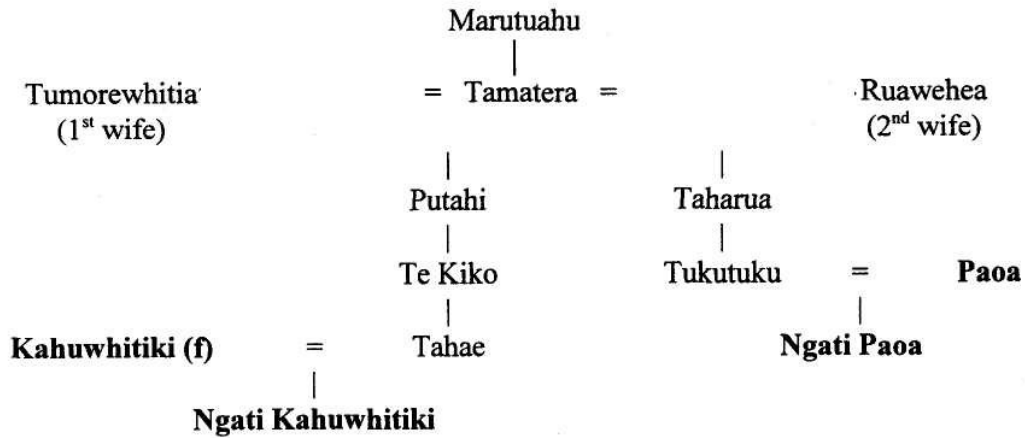 Marutuahu
Tumorewhitia = Tamatera = Ruawehea
(1st wife) (2nd wife)
Putahi Taharua
Te Kiko Tukutuku = Paoa
Kahuwhitiki (f) = Tahae Ngati Paoa
Ngati Kahuwhitiki